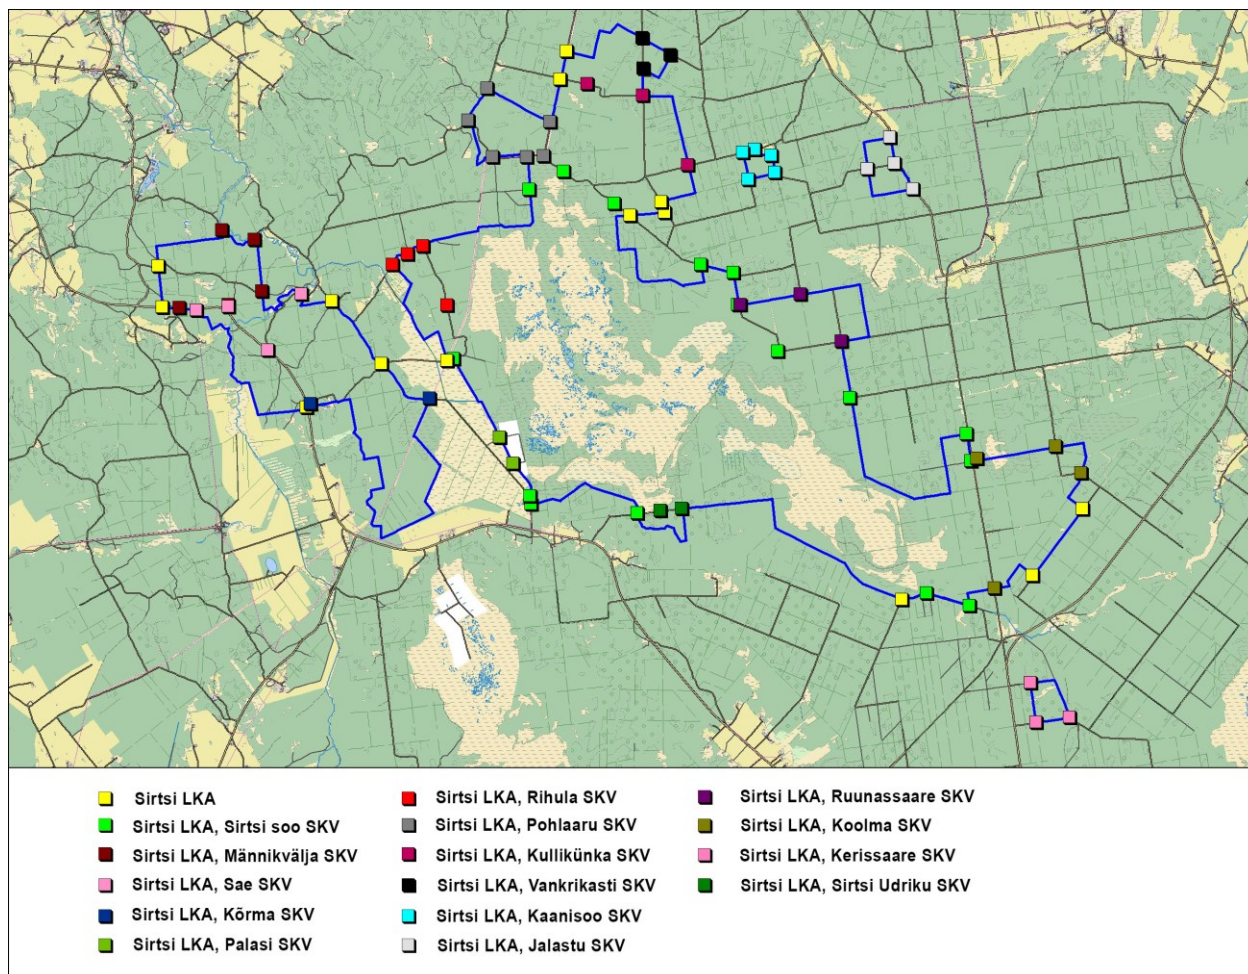 Sirtsi LKA
Sirtsi LKA, Sirtsi soo SKV
Sirtsi LKA, Männikvälja SKV
Sirtsi LKA, Sae SKV
Sirtsi LKA, Kõrma SKV
Sirtsi LKA, Palasi SKV
Sirtsi LKA, Rihula SKV
Sirtsi LKA, Pohlaaru SKV
Sirtsi LKA, Kullikünka SKV
Sirtsi LKA, Vankrikasti SKV
Sirtsi LKA, Kaanisoo SKV
Sirtsi LKA, Jalastu SKV
Sirtsi LKA, Ruunassaare SKV
Sirtsi LKA, Koolma SKV
Sirtsi LKA, Kerissaare SKV
Sirtsi LKA, Sirtsi Udriku SKV